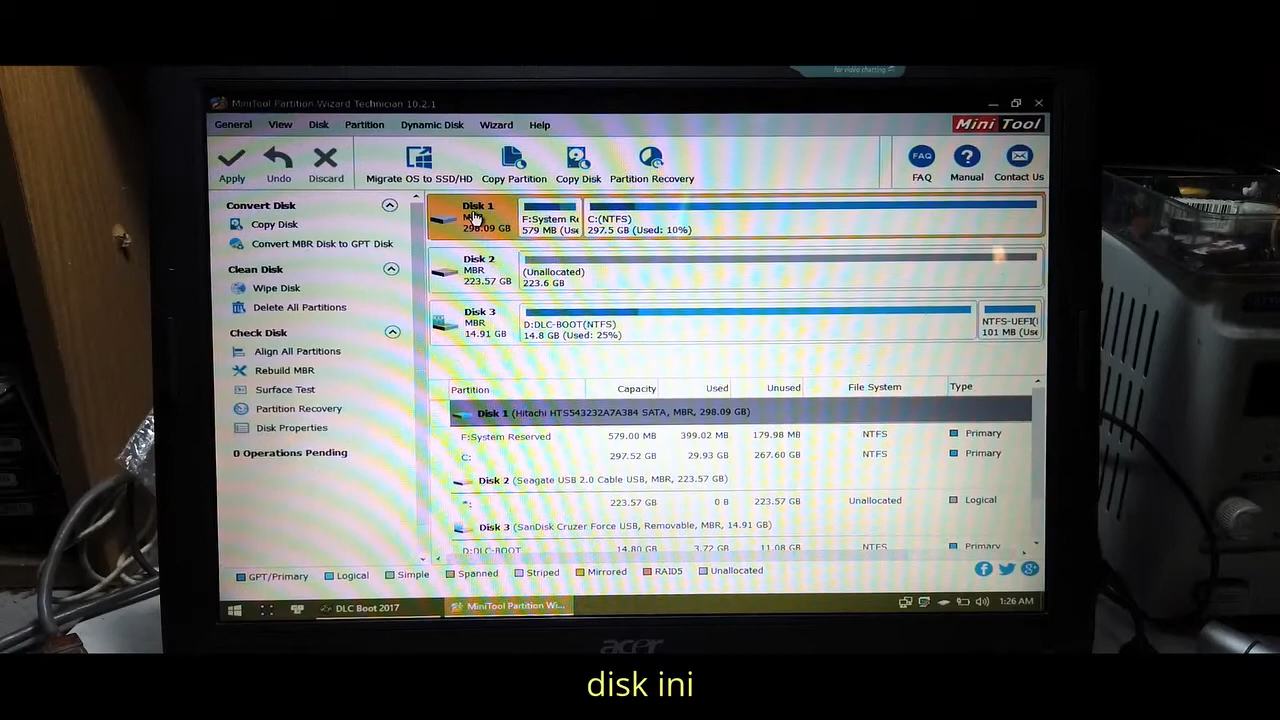 for video chatting
MiniTool Partition Wizard Technician 10.2.1
General View Disk Partition Dynamic Disk Wizard Help
Mini Tool
Apply Undo Discard Migrate OS to SSD/HD Copy Partition Copy Disk Partition Recovery FAQ Manual Contact Us
FAQ
Convert Disk
Copy Disk
Convert MBR Disk to GPT Disk
Clean Disk
Wipe Disk
Delete All Partitions
Check Disk
Align All Partitions
Rebuild MBR
Surface Test
Partition Recovery
Disk Properties
0 Operations Pending
Disk 1
298.09 GB
F:System Re
579 MB (Use
C:(NTFS)
297.5 GB (Used: 10%)
Disk 2
MBR
223.57 GB
(Unallocated)
223.6 GB
Disk 3
MBR
14.91 GB
D:DLC-BOOT(NTFS)
14.8 GB (Used: 25%)
NTFS-UEFI(
101 MB (Use
Partition Capacity Used Unused File System Type
Disk 1 (Hitachi HTS543232A7A384 SATA, MBR, 298.09 GB)
F:System Reserved 579.00 MB 399.02 MB 179.98 MB NTFS Primary
C: 297.52 GB 29.93 GB 267.60 GB NTFS Primary
Disk 2 (Seagate USB 2.0 Cable USB, MBR, 223.57 GB)
*: 223.57 GB 0 B 223.57 GB Unallocated Logical
Disk 3 (SanDisk Cruzer Force USB, Removable, MBR, 14.91 GB)
D:DLC-BOOT 14.80 GB 3.72 GB 11.08 GB NTFS Primary
GPT/Primary Logical Simple Spanned Striped Mirrored RAID5 Unallocated
DLC Boot 2017 MiniTool Partition Wi... 1:26 AM
acer
disk ini